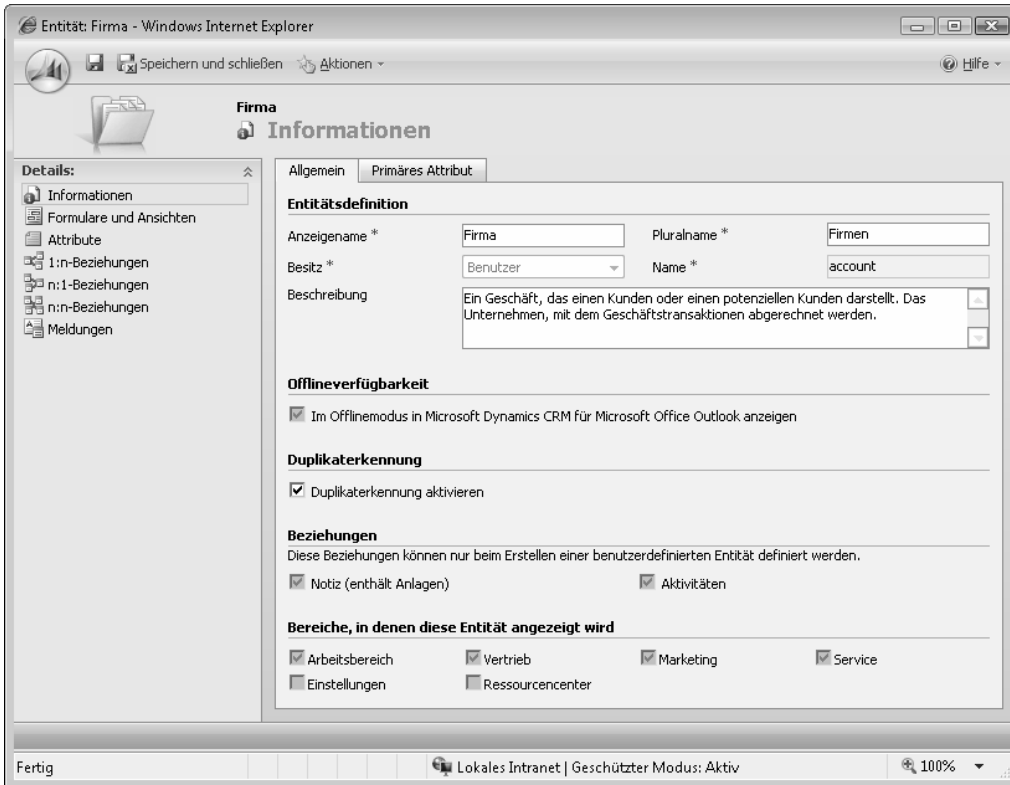 Entität: Firma - Windows Internet Explorer
Speichern und schließen Aktionen Hilfe
Firma
Informationen
Details:
Informationen
Formulare und Ansichten
Attribute
1:n-Beziehungen
n:1-Beziehungen
n:n-Beziehungen
Meldungen
Allgemein Primäres Attribut
Entitätsdefinition
Anzeigename * Firma Pluralname * Firmen
Besitz * Benutzer Name * account
Beschreibung Ein Geschäft, das einen Kunden oder einen potenziellen Kunden darstellt. Das
Unternehmen, mit dem Geschäftstransaktionen abgerechnet werden.
Offlineverfügbarkeit
Im Offlinemodus in Microsoft Dynamics CRM für Microsoft Office Outlook anzeigen
Duplikaterkennung
Duplikaterkennung aktivieren
Beziehungen
Diese Beziehungen können nur beim Erstellen einer benutzerdefinierten Entität definiert werden.
Notiz (enthält Anlagen) Aktivitäten
Bereiche, in denen diese Entität angezeigt wird
Arbeitsbereich Vertrieb Marketing Service
Einstellungen Ressourcencenter
Fertig Lokales Intranet | Geschützter Modus: Aktiv 100%